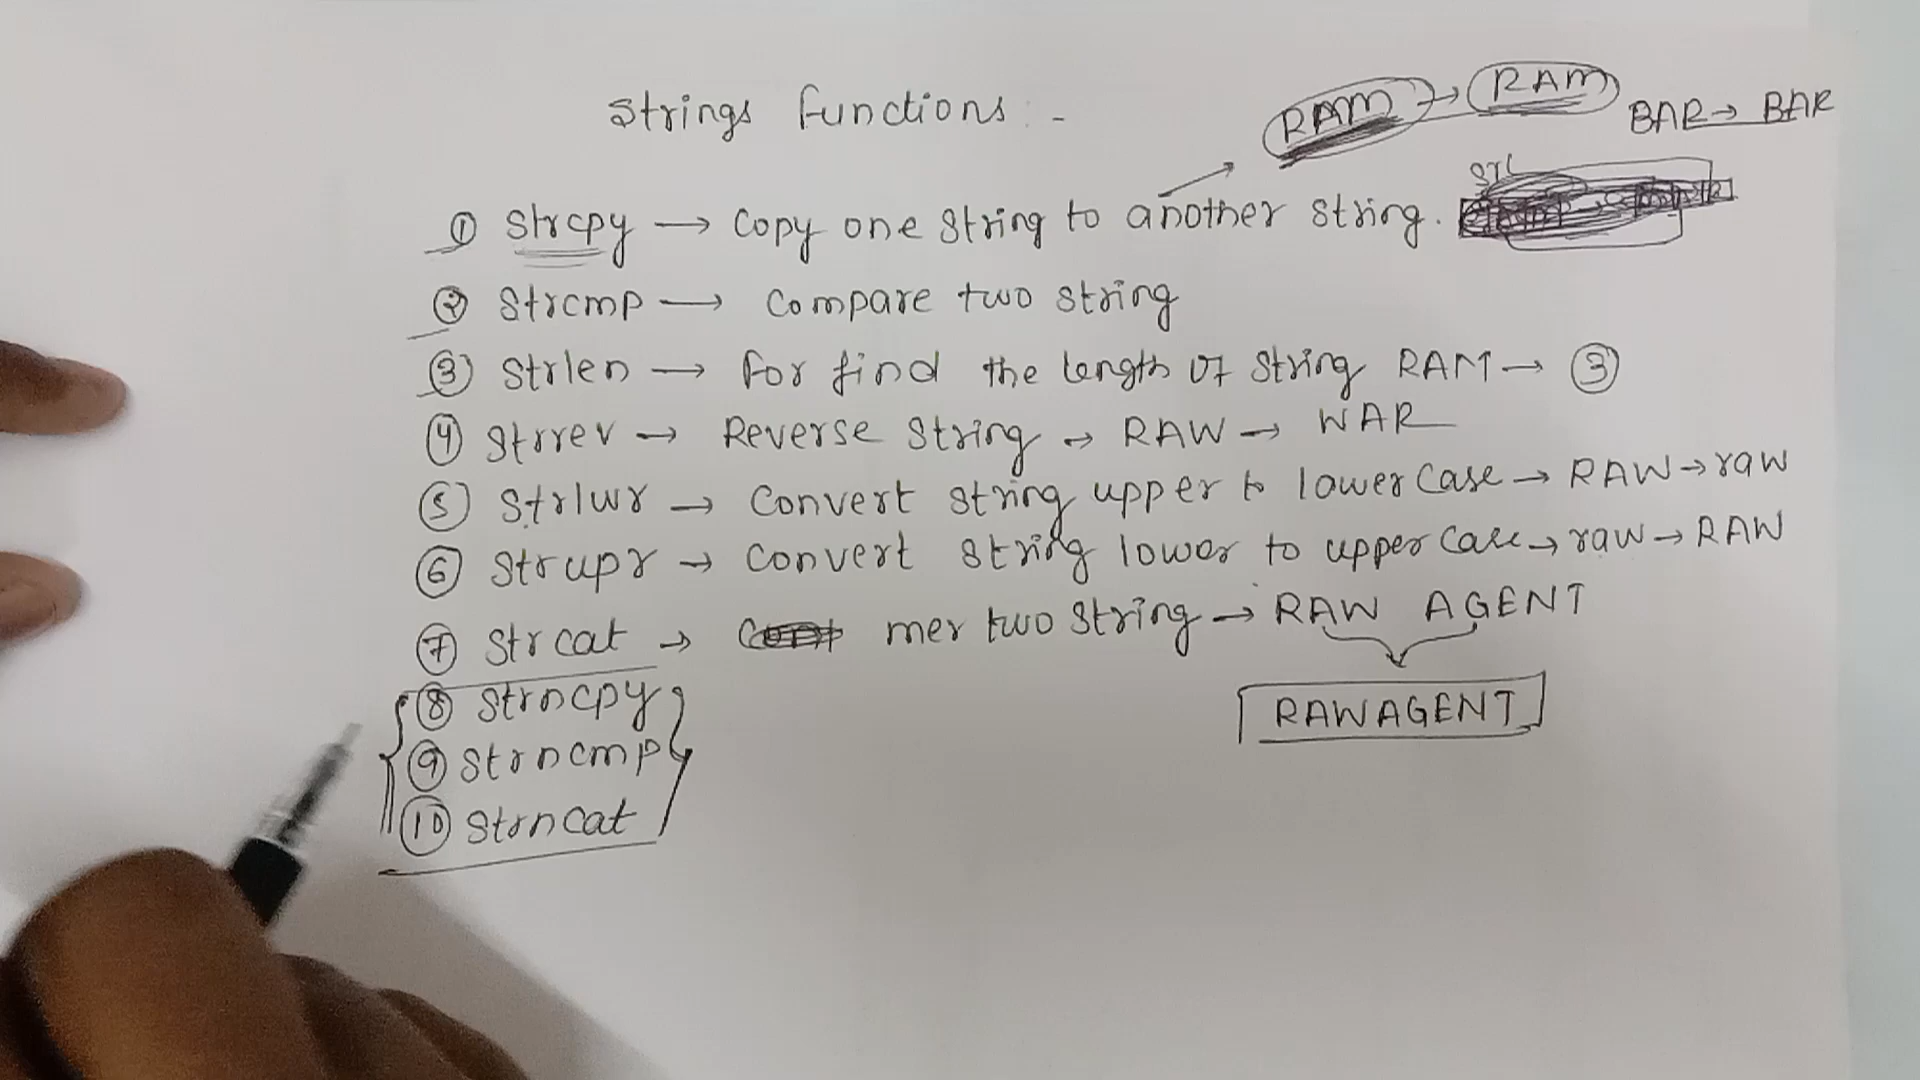 Strings Functions :-
RAM → RAM BAR → BAR
① Strcpy → Copy one String to another String.
② Strcmp → Compare two string
③ Strlen → For find the length of String RAM → ③
④ Strrev → Reverse String → RAW → WAR
⑤ Strlwr → Convert string upper to lower Case → RAW → raw
⑥ Strupr → Convert string lower to upper Case → raw → RAW
⑦ Strcat → mer two String → RAW AGENT
⑧ Strncpy
RAWAGENT
⑨ Strncmp
⑩ Strncat